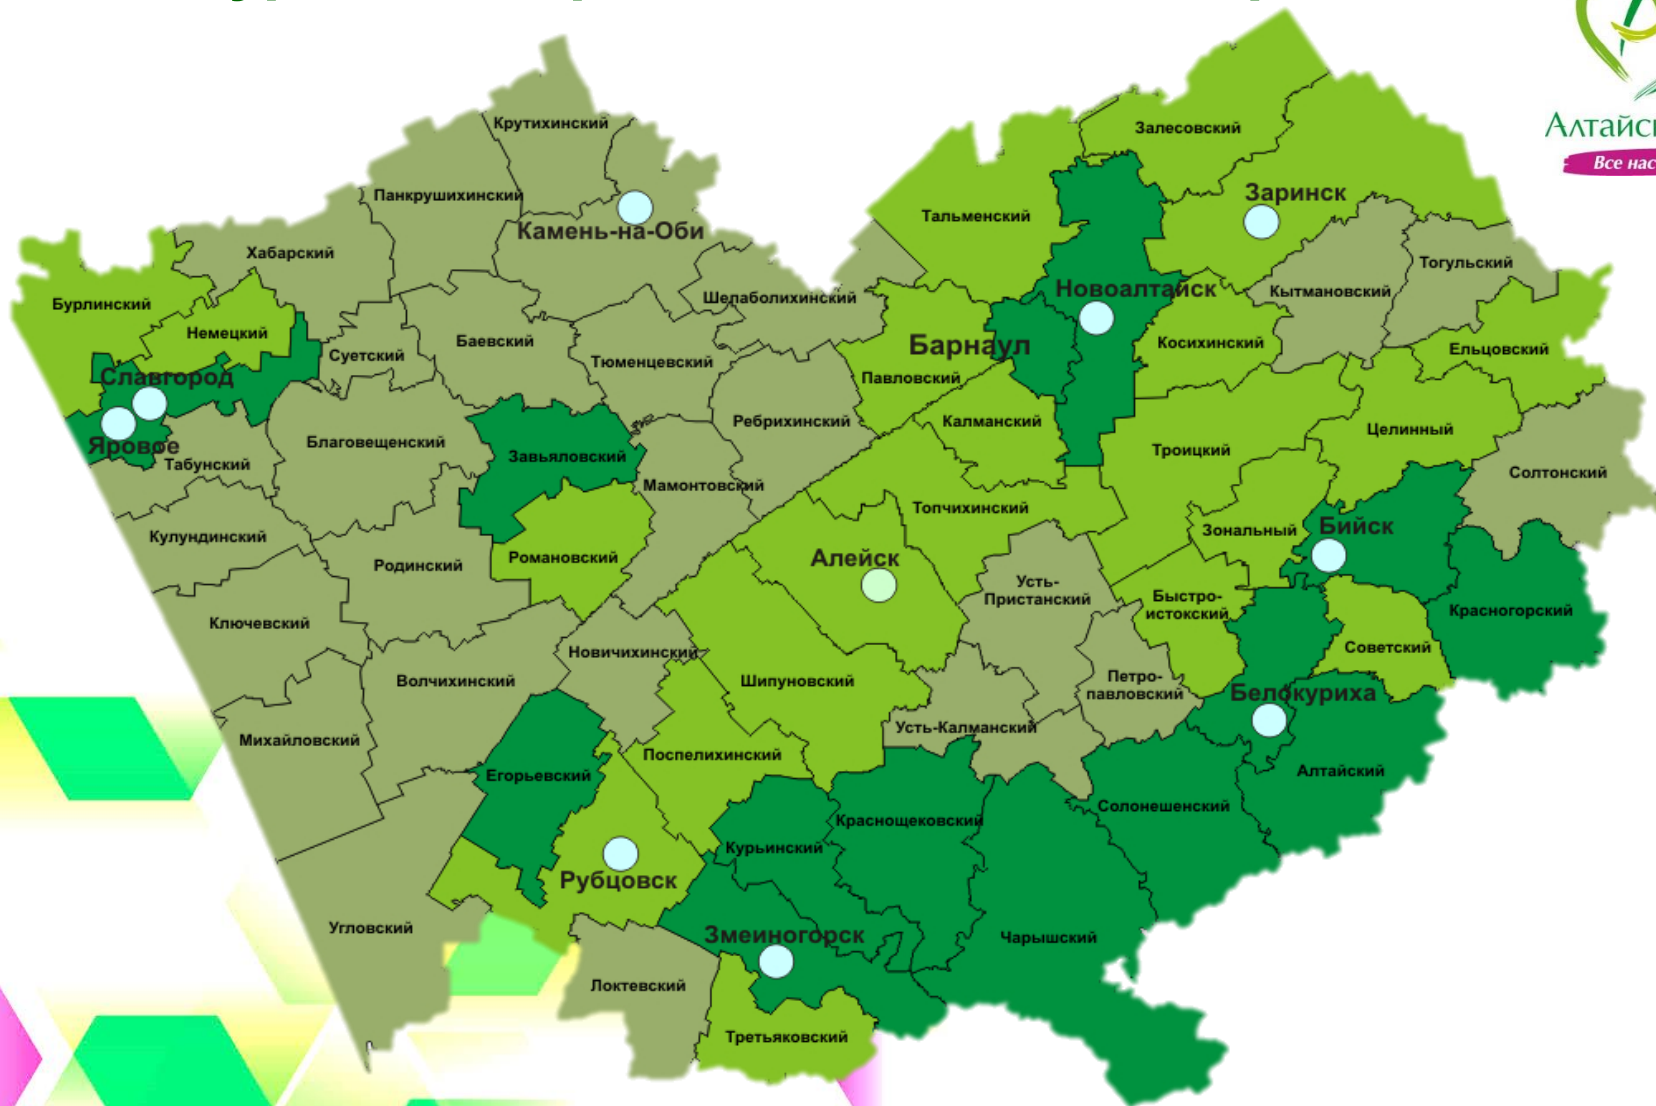 Алтайс
Все нас
Крутихинский
Залесовский
Панкрушихинский
Заринск
Тальменский
Камень-на-Оби
Хабарский
Тогульский
Новоалтайск
Кытмановский
Шелаболихинский
Бурлинский
Немецкий
Баевский
Барнаул
Косихинский
Ельцовский
Суетский
Тюменцевский
Славгород
Павловский
Ребрихинский
Калманский
Целинный
Яровое
Благовещенский
Троицкий
Завьяловский
Табунский
Солтонский
Мамонтовский
Топчихинский
Бийск
Зональный
Кулундинский
Романовский
Алейск
Родинский
Усть-
Пристанский
Быстро-
истокский
Красногорский
Ключевский
Советский
Новичихинский
Волчихинский
Шипуновский
Петро-
павловский
Белокуриха
Усть-Калманский
Михайловский
Поспелихинский
Егорьевский
Алтайский
Солонешенский
Краснощековский
Курьинский
Рубцовск
Угловский
Змеиногорск
Чарышский
Локтевский
Третьяковский